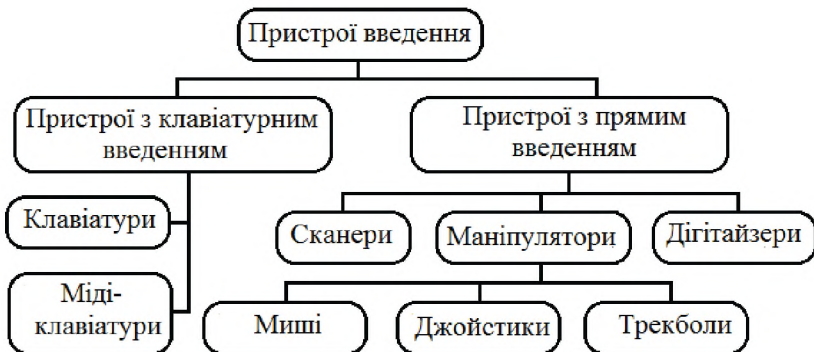 Пристрої введення
Пристрої з клавіатурним
введенням
Пристрої з прямим
введенням
Клавіатури
Міді-
клавіатури
Сканери
Маніпулятори
Дігітайзери
Миші
Джойстики
Трекболи